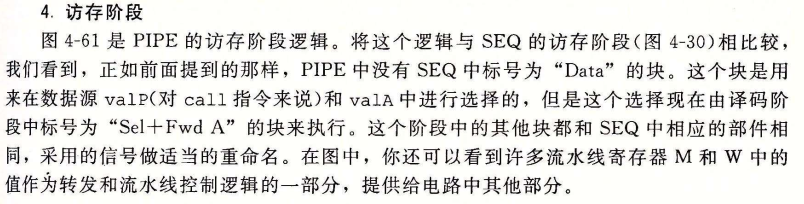 4. 访存阶段
图 4-61 是 PIPE 的访存阶段逻辑。将这个逻辑与 SEQ 的访存阶段(图 4-30)相比较，
我们看到，正如前面提到的那样，PIPE 中没有 SEQ 中标号为“Data”的块。这个块是用
来在数据源 valP(对 call 指令来说)和 valA 中进行选择的，但是这个选择现在由译码阶
段中标号为“Sel+Fwd A”的块来执行。这个阶段中的其他块都和 SEQ 中相应的部件相
同，采用的信号做适当的重命名。在图中，你还可以看到许多流水线寄存器 M 和 W 中的
值作为转发和流水线控制逻辑的一部分，提供给电路中其他部分。